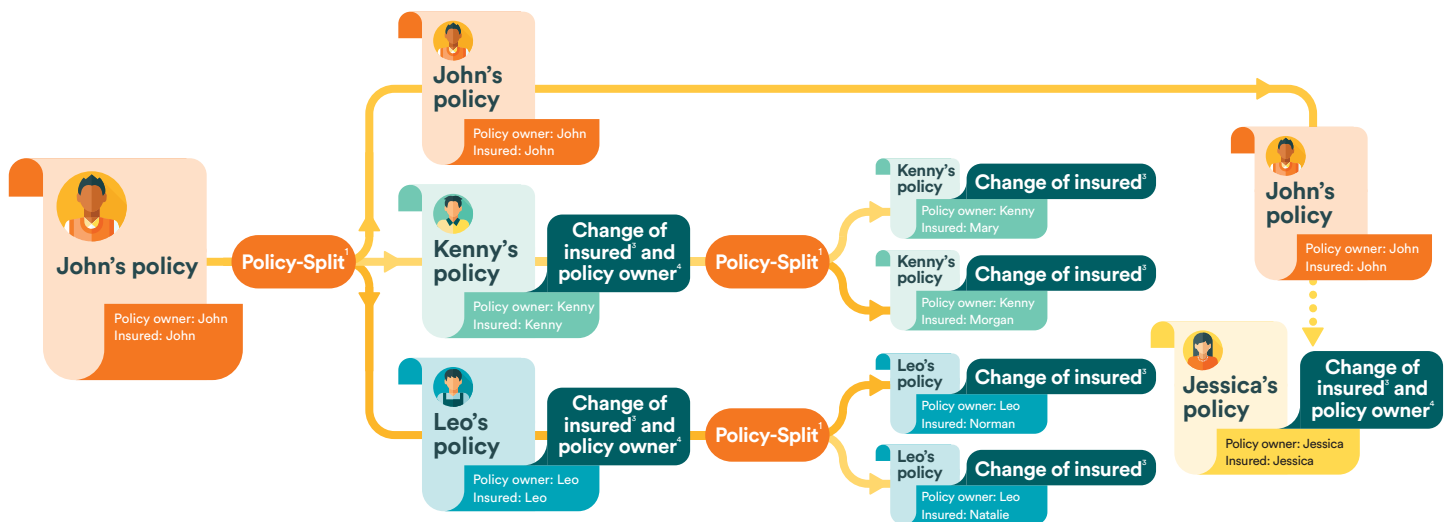 John's policy
Policy owner: John
Insured: John
Policy-Split¹
John's
policy
Policy owner: John
Insured: John
Kenny's
policy
Policy owner: Kenny
Insured: Kenny
Change of
insured³ and
policy owner⁴
Policy-Split¹
Kenny's
policy
Change of insured³
Policy owner: Kenny
Insured: Mary
Kenny's
policy
Change of insured³
Policy owner: Kenny
Insured: Morgan
Leo's
policy
Policy owner: Leo
Insured: Leo
Change of
insured³ and
policy owner⁴
Policy-Split¹
Leo's
policy
Change of insured³
Policy owner: Leo
Insured: Norman
Leo's
policy
Change of insured³
Policy owner: Leo
Insured: Natalie
John's
policy
Policy owner: John
Insured: John
Jessica's
policy
Change of
insured³ and
policy owner⁴
Policy owner: Jessica
Insured: Jessica